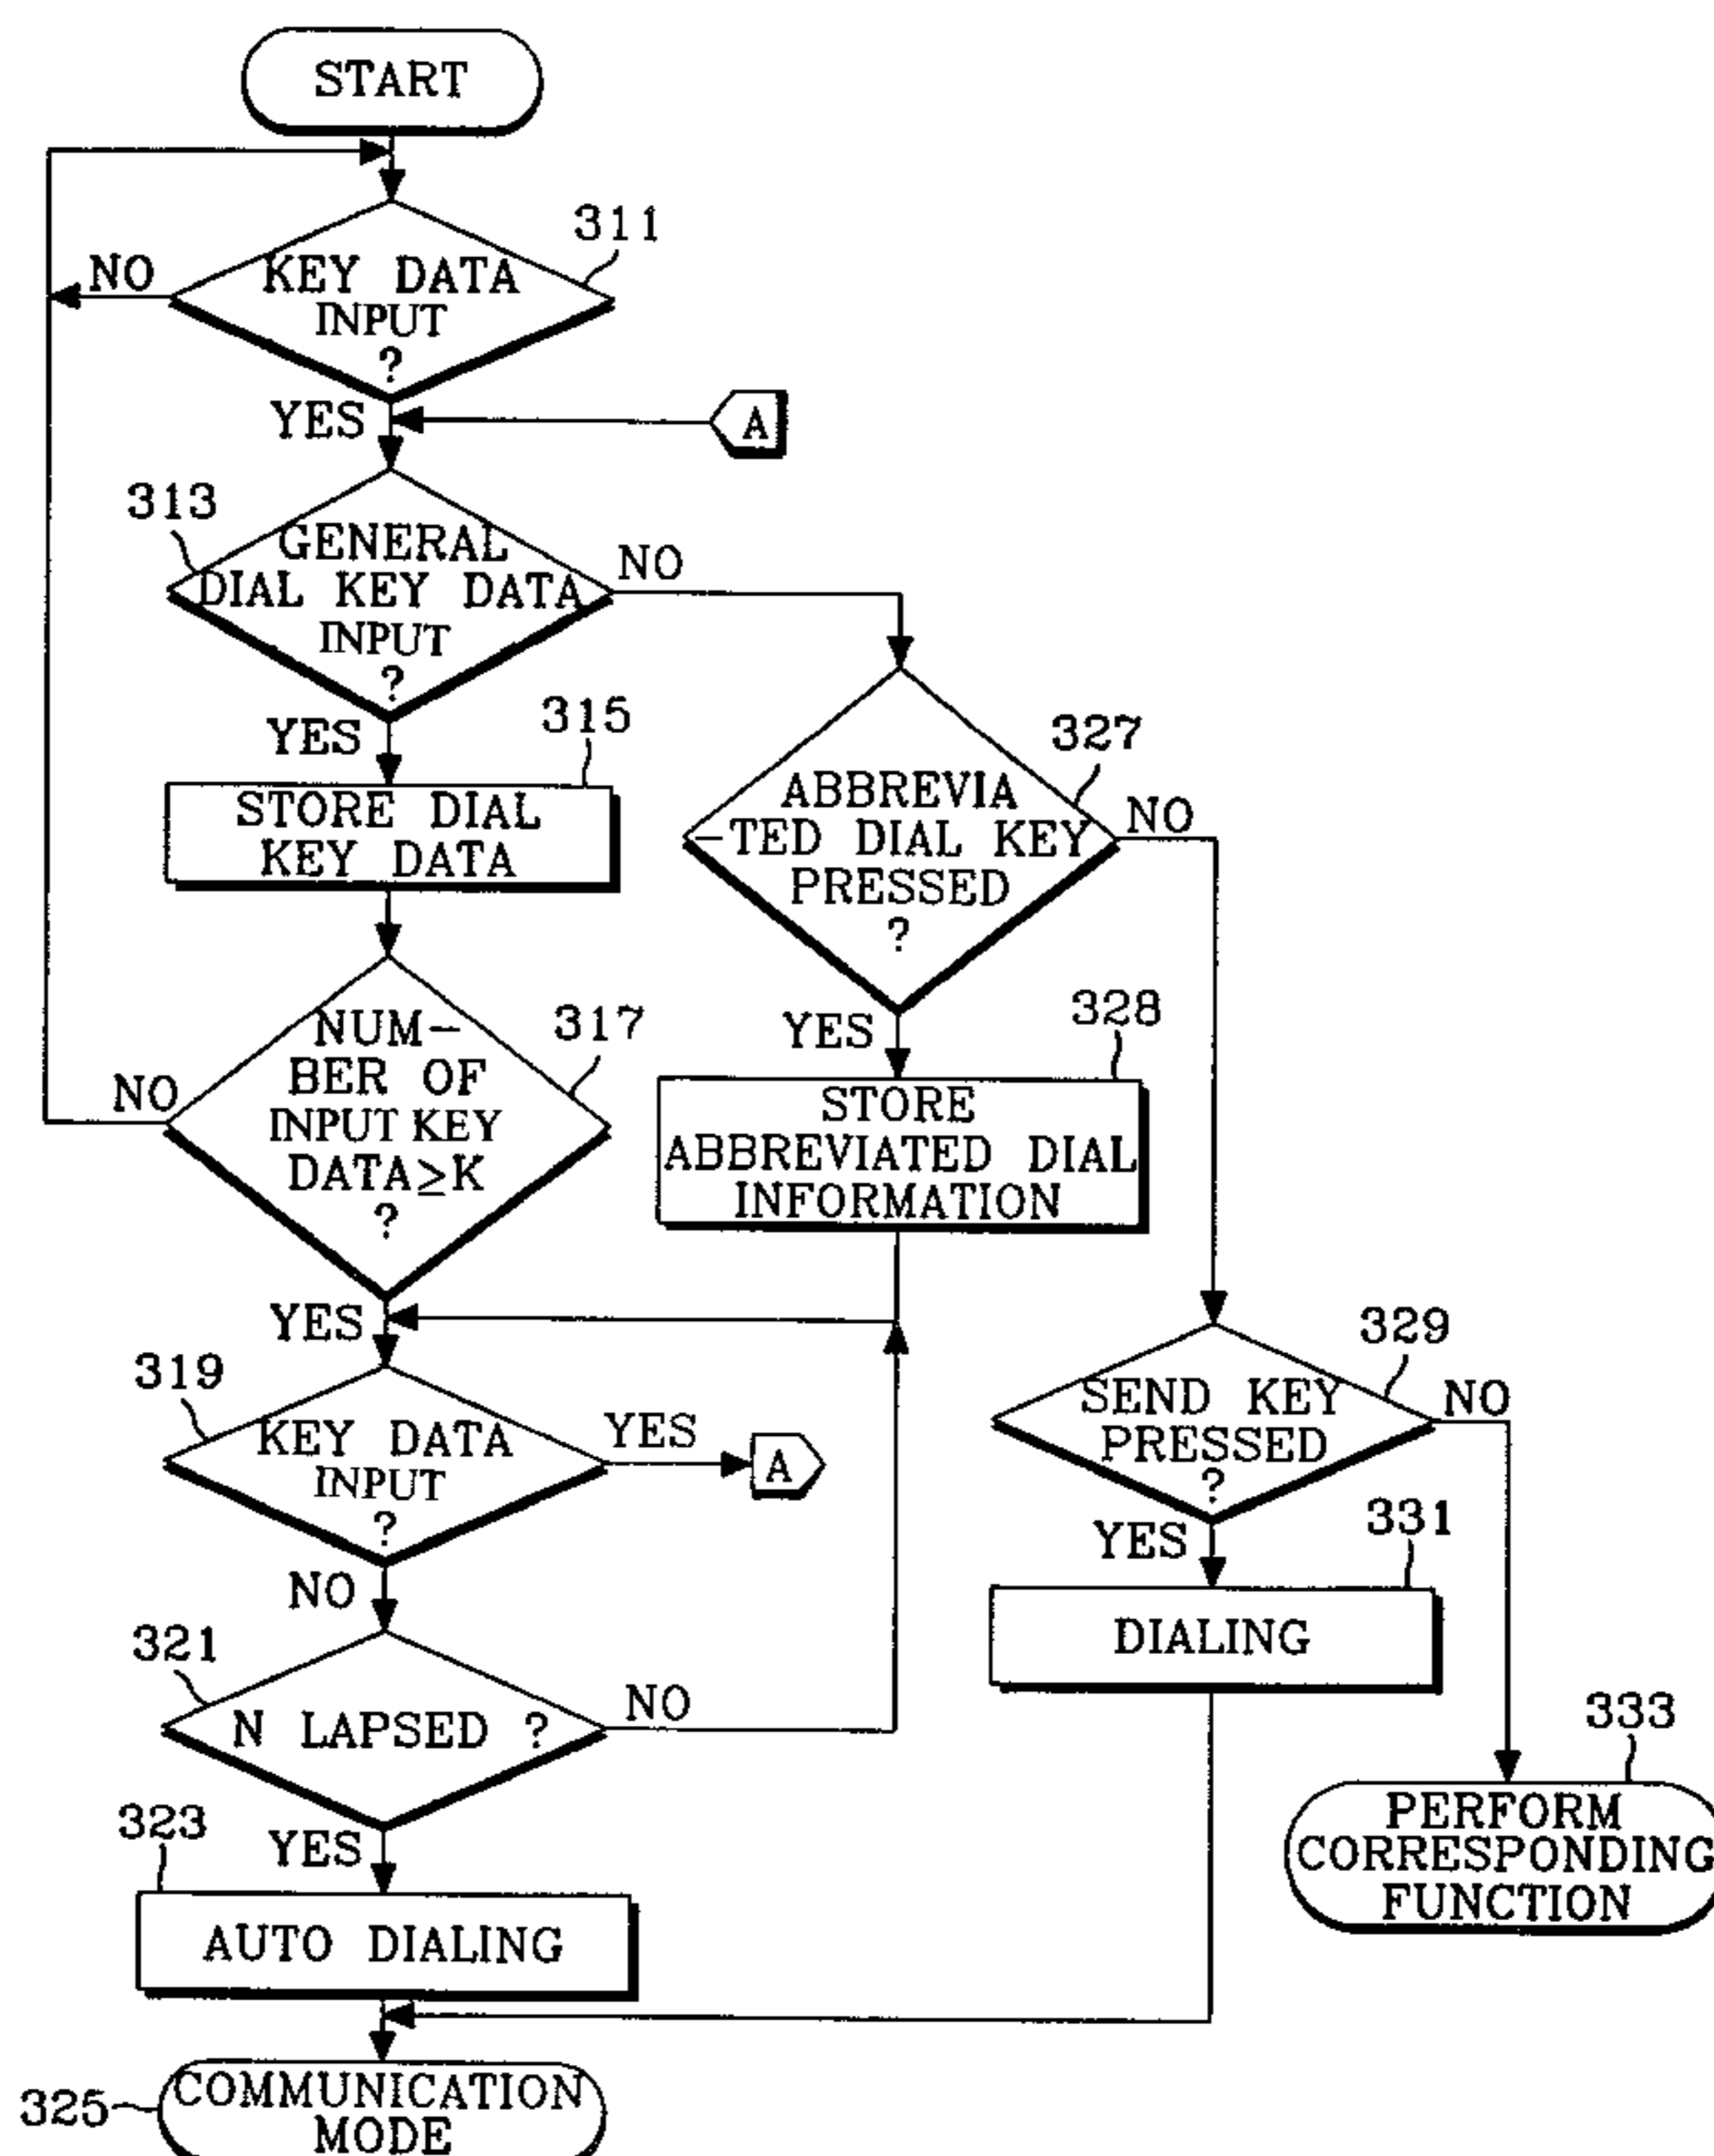 START
311
NO
KEY DATA
INPUT
?
YES
A
313
GENERAL
DIAL KEY DATA
INPUT
?
NO
YES
315
STORE DIAL
KEY DATA
327
ABBREVIA
-TED DIAL KEY
PRESSED
?
NO
317
NUM-
BER OF
INPUT KEY
DATA≥K
?
NO
YES
328
STORE
ABBREVIATED DIAL
INFORMATION
YES
319
KEY DATA
INPUT
?
YES
A
NO
329
SEND KEY
PRESSED
?
NO
YES
331
DIALING
321
N LAPSED ?
NO
YES
333
PERFORM
CORRESPONDING
FUNCTION
323
AUTO DIALING
325
COMMUNICATION
MODE